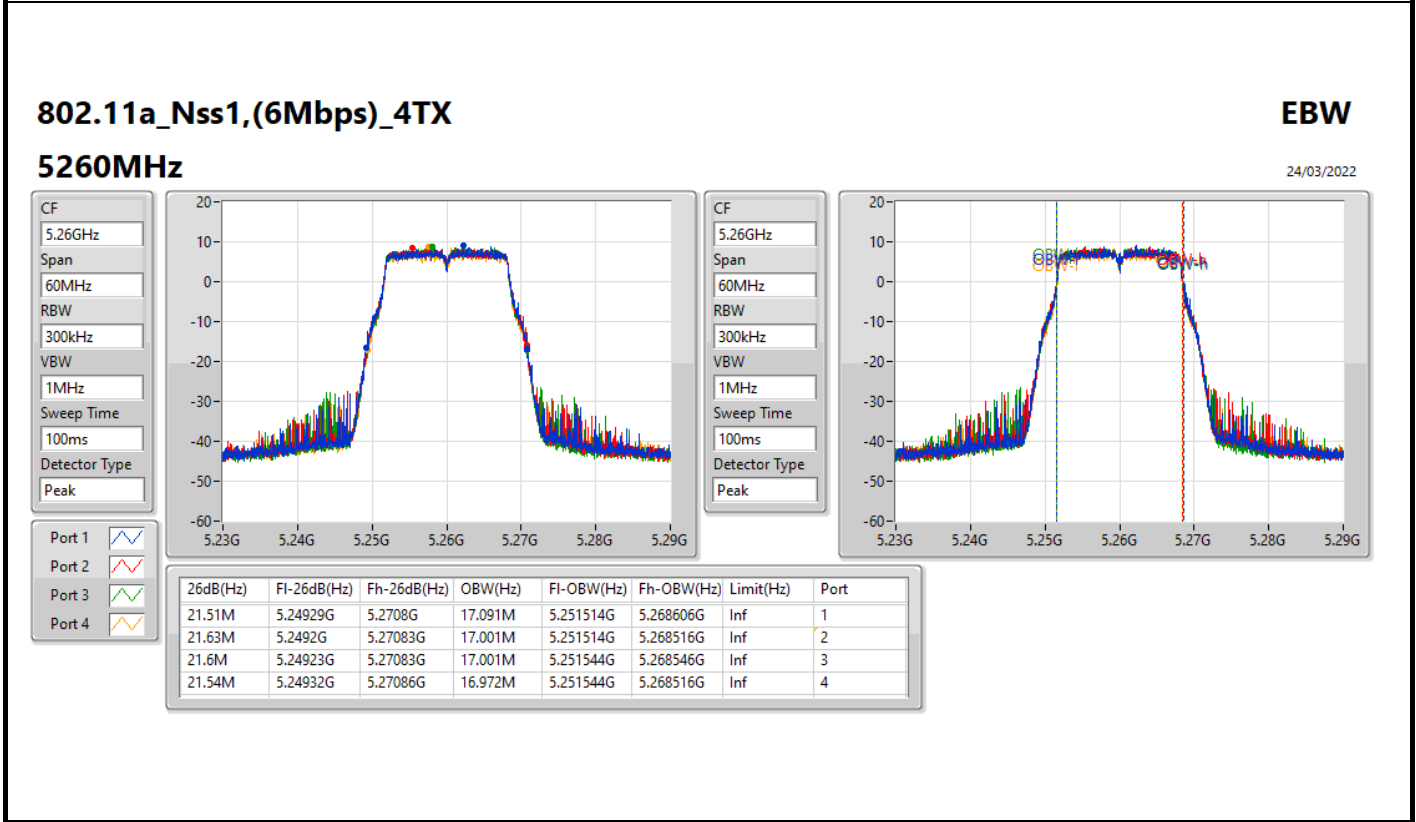 802.11a_Nss1,(6Mbps)_4TX
EBW
5260MHz
24/03/2022
CF
5.26GHz
Span
60MHz
RBW
300kHz
VBW
1MHz
Sweep Time
100ms
Detector Type
Peak
20
10
0
-10
-20
-30
-40
-50
-60
5.23G 5.24G 5.25G 5.26G 5.27G 5.28G 5.29G
CF
5.26GHz
Span
60MHz
RBW
300kHz
VBW
1MHz
Sweep Time
100ms
Detector Type
Peak
20
10
0
-10
-20
-30
-40
-50
-60
OBW-l
OBW-h
5.23G 5.24G 5.25G 5.26G 5.27G 5.28G 5.29G
Port 1
Port 2
Port 3
Port 4
26dB(Hz) Fl-26dB(Hz) Fh-26dB(Hz) OBW(Hz) Fl-OBW(Hz) Fh-OBW(Hz) Limit(Hz) Port
21.51M 5.24929G 5.2708G 17.091M 5.251514G 5.268606G Inf 1
21.63M 5.2492G 5.27083G 17.001M 5.251514G 5.268516G Inf 2
21.6M 5.24923G 5.27083G 17.001M 5.251544G 5.268546G Inf 3
21.54M 5.24932G 5.27086G 16.972M 5.251544G 5.268516G Inf 4